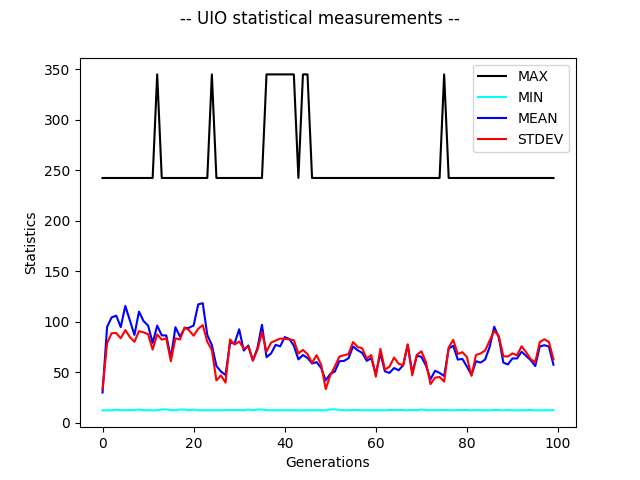 -- UIO statistical measurements --
350
300
250
200
150
100
50
0
Statistics
MAX
MIN
MEAN
STDEV
0 20 40 60 80 100
Generations